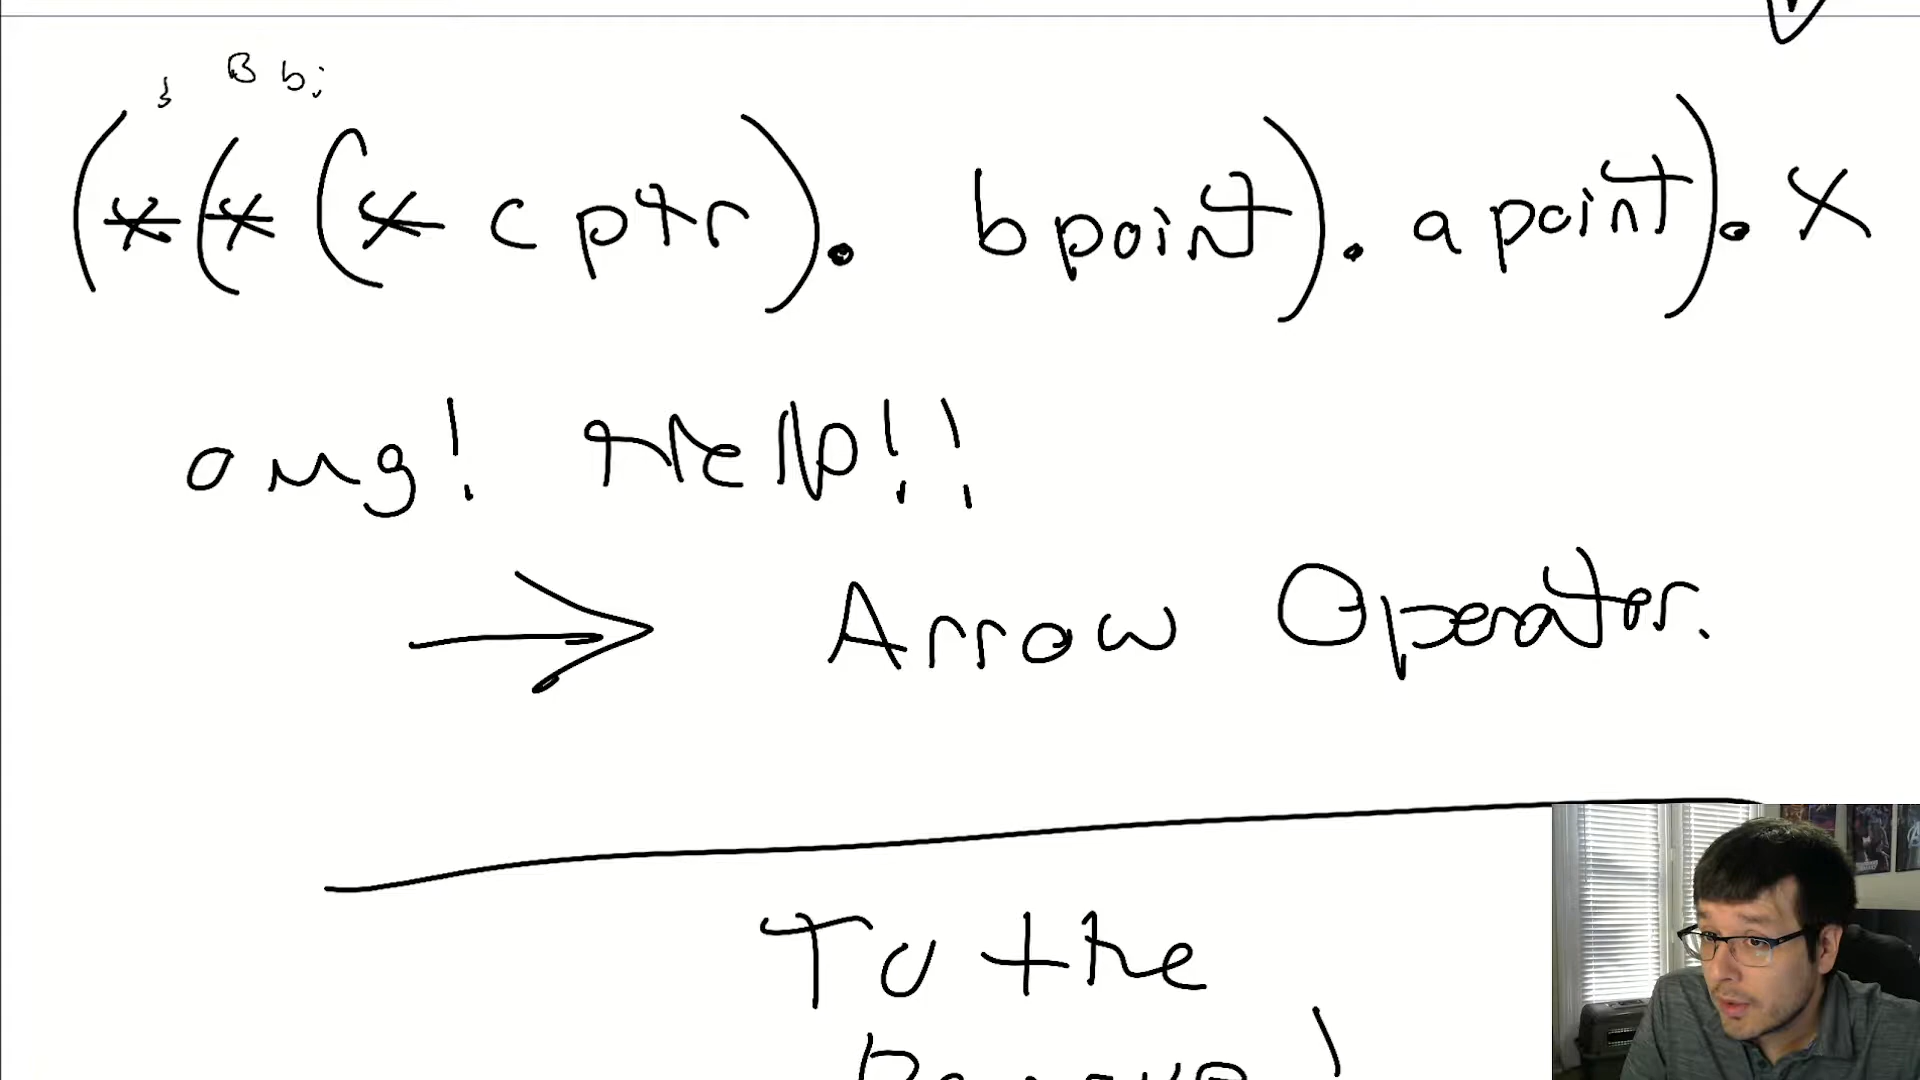 } B b;
(*(*(*cptr).bpoint).apoint).x
omg! Help!!
→ Arrow Operator.
To the